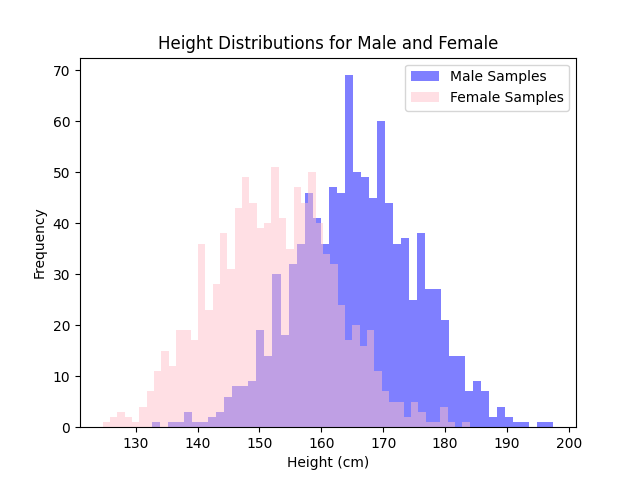 Height Distributions for Male and Female
Male Samples
Female Samples
Frequency
70
60
50
40
30
20
10
0
130 140 150 160 170 180 190 200
Height (cm)